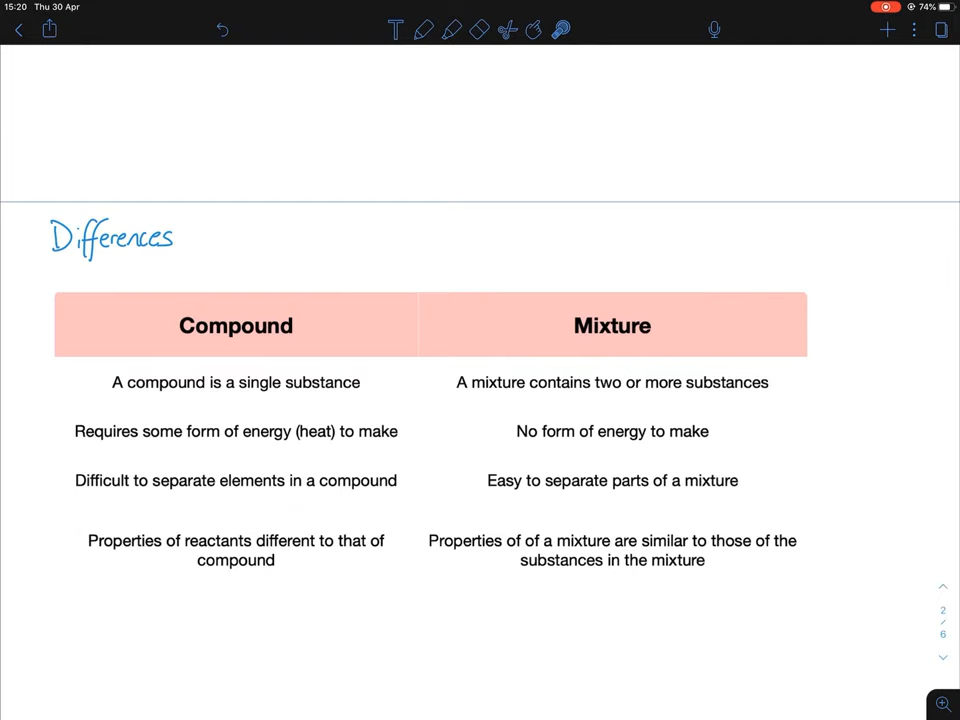 15:20 Thu 30 Apr 74%
T
Differences
Compound Mixture
A compound is a single substance A mixture contains two or more substances
Requires some form of energy (heat) to make No form of energy to make
Difficult to separate elements in a compound Easy to separate parts of a mixture
Properties of reactants different to that of Properties of of a mixture are similar to those of the
compound substances in the mixture
2
/
6